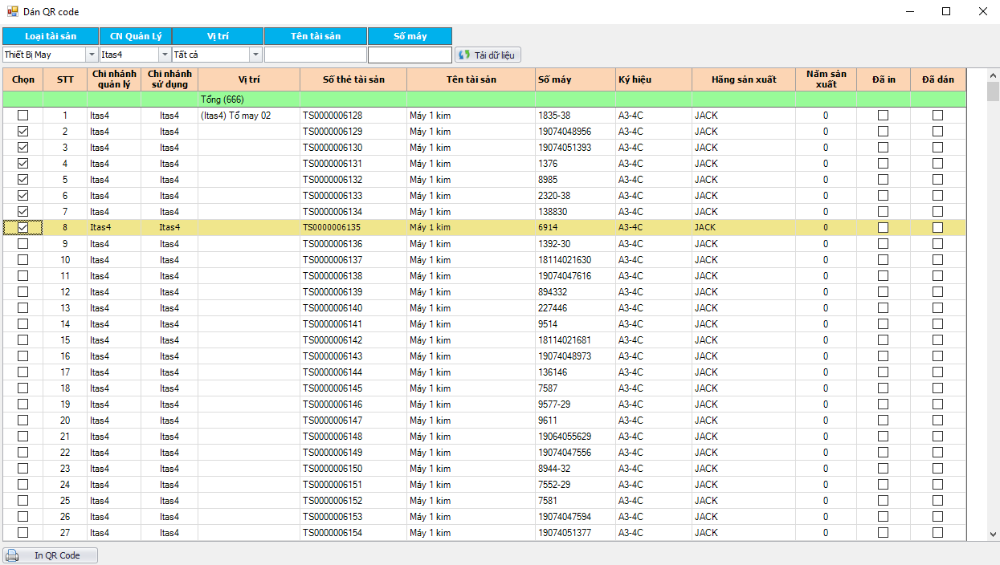 Dán QR code
Loại tài sản CN Quản Lý Vị trí Tên tài sản Số máy
Thiết Bị May Itas4 Tất cả Tải dữ liệu
Chọn STT Chi nhánh quản lý Chi nhánh sử dụng Vị trí Số thẻ tài sản Tên tài sản Số máy Ký hiệu Hãng sản xuất Năm sản xuất Đã in Đã dán
Tổng (666)
1 Itas4 Itas4 (Itas4) Tổ may 02 TS0000006128 Máy 1 kim 1835-38 A3-4C JACK 0
2 Itas4 Itas4 TS0000006129 Máy 1 kim 19074048956 A3-4C JACK 0
3 Itas4 Itas4 TS0000006130 Máy 1 kim 19074051393 A3-4C JACK 0
4 Itas4 Itas4 TS0000006131 Máy 1 kim 1376 A3-4C JACK 0
5 Itas4 Itas4 TS0000006132 Máy 1 kim 8985 A3-4C JACK 0
6 Itas4 Itas4 TS0000006133 Máy 1 kim 2320-38 A3-4C JACK 0
7 Itas4 Itas4 TS0000006134 Máy 1 kim 138830 A3-4C JACK 0
8 Itas4 Itas4 TS0000006135 Máy 1 kim 6914 A3-4C JACK 0
9 Itas4 Itas4 TS0000006136 Máy 1 kim 1392-30 A3-4C JACK 0
10 Itas4 Itas4 TS0000006137 Máy 1 kim 18114021630 A3-4C JACK 0
11 Itas4 Itas4 TS0000006138 Máy 1 kim 19074047616 A3-4C JACK 0
12 Itas4 Itas4 TS0000006139 Máy 1 kim 894332 A3-4C JACK 0
13 Itas4 Itas4 TS0000006140 Máy 1 kim 227446 A3-4C JACK 0
14 Itas4 Itas4 TS0000006141 Máy 1 kim 9514 A3-4C JACK 0
15 Itas4 Itas4 TS0000006142 Máy 1 kim 18114021681 A3-4C JACK 0
16 Itas4 Itas4 TS0000006143 Máy 1 kim 19074048973 A3-4C JACK 0
17 Itas4 Itas4 TS0000006144 Máy 1 kim 136146 A3-4C JACK 0
18 Itas4 Itas4 TS0000006145 Máy 1 kim 7587 A3-4C JACK 0
19 Itas4 Itas4 TS0000006146 Máy 1 kim 9577-29 A3-4C JACK 0
20 Itas4 Itas4 TS0000006147 Máy 1 kim 9611 A3-4C JACK 0
21 Itas4 Itas4 TS0000006148 Máy 1 kim 19064055629 A3-4C JACK 0
22 Itas4 Itas4 TS0000006149 Máy 1 kim 19074047556 A3-4C JACK 0
23 Itas4 Itas4 TS0000006150 Máy 1 kim 8944-32 A3-4C JACK 0
24 Itas4 Itas4 TS0000006151 Máy 1 kim 7552-29 A3-4C JACK 0
25 Itas4 Itas4 TS0000006152 Máy 1 kim 7581 A3-4C JACK 0
26 Itas4 Itas4 TS0000006153 Máy 1 kim 19074047594 A3-4C JACK 0
27 Itas4 Itas4 TS0000006154 Máy 1 kim 19074051377 A3-4C JACK 0
In QR Code